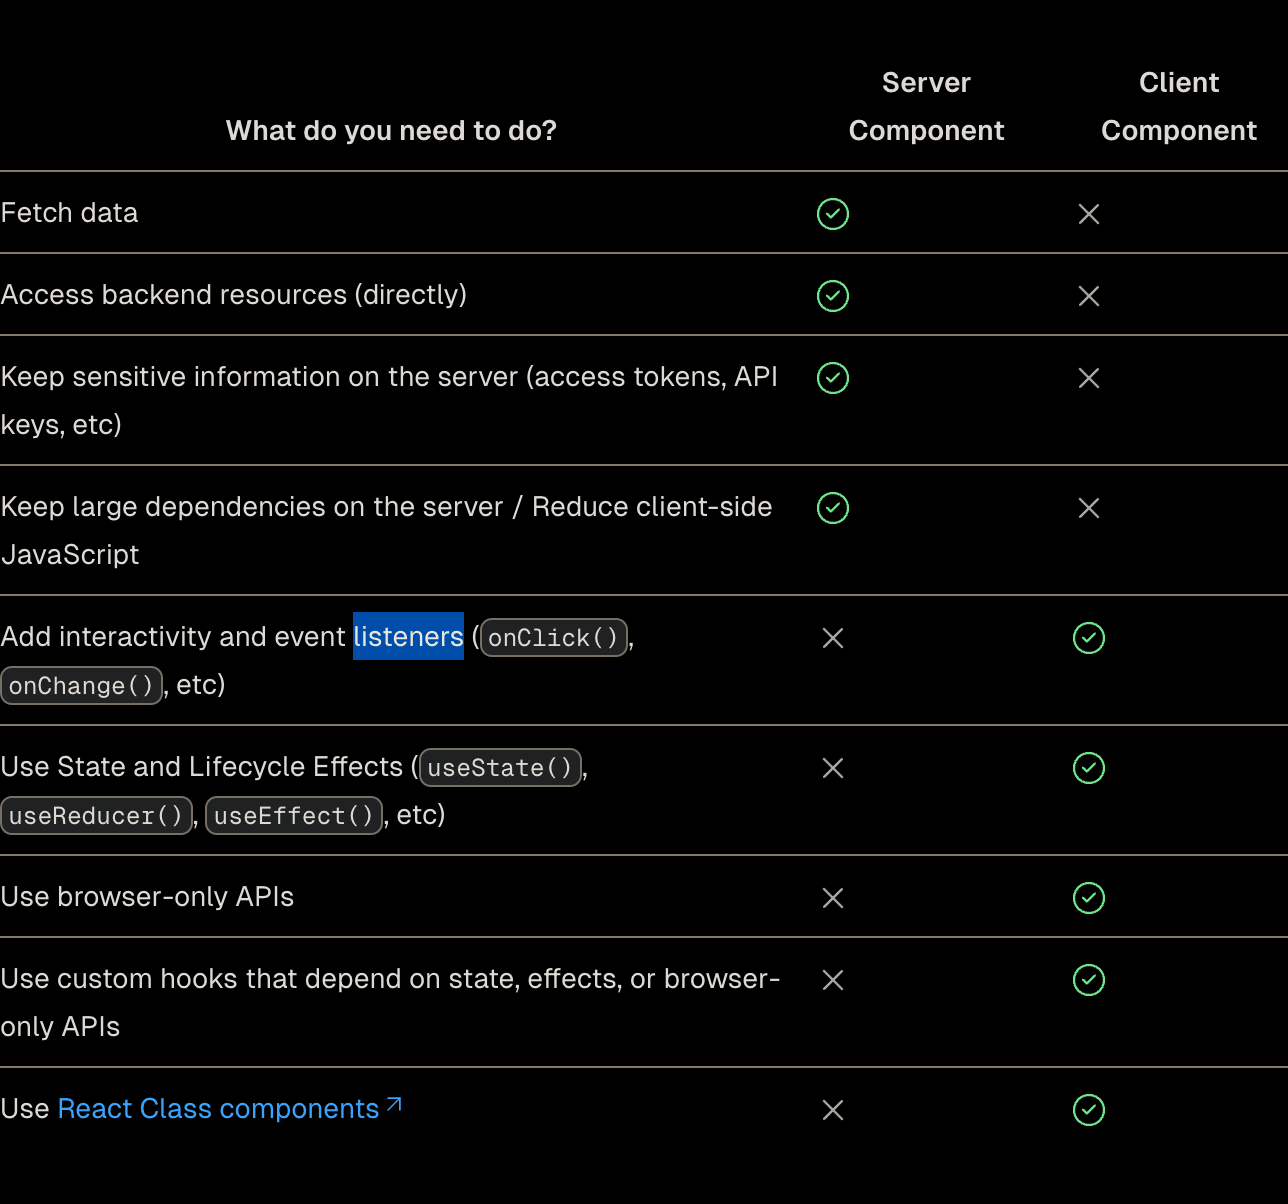 What do you need to do?
Server
Component
Client
Component
Fetch data
Access backend resources (directly)
Keep sensitive information on the server (access tokens, API
keys, etc)
Keep large dependencies on the server / Reduce client-side
JavaScript
Add interactivity and event listeners (onClick(),
onChange(), etc)
Use State and Lifecycle Effects (useState(),
useReducer(), useEffect(), etc)
Use browser-only APIs
Use custom hooks that depend on state, effects, or browser-
only APIs
Use React Class components